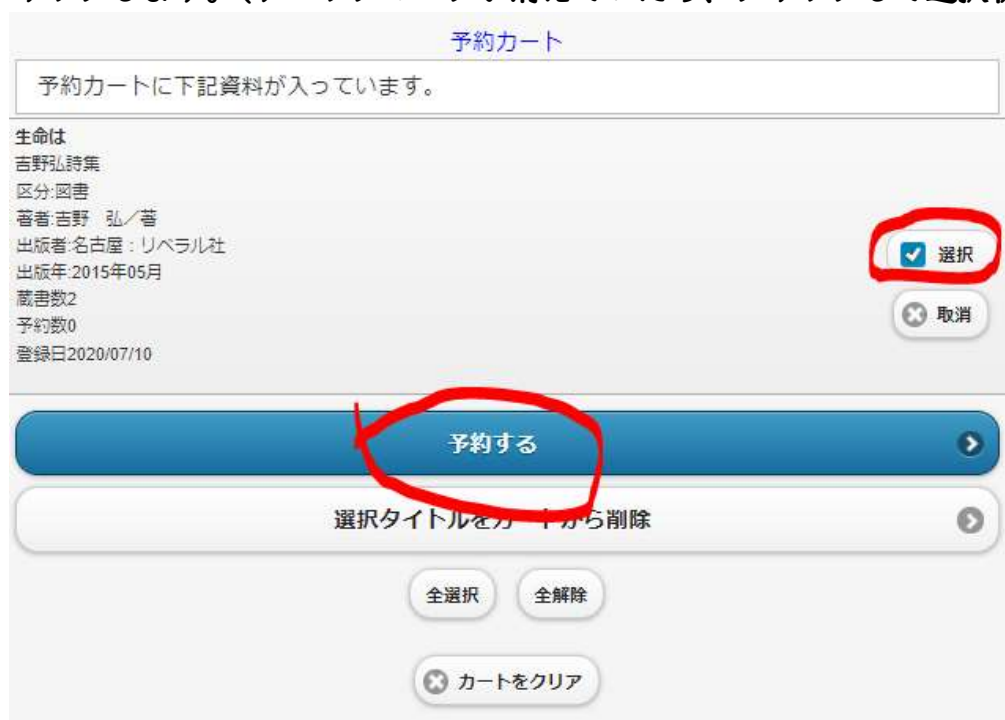 予約カート
予約カートに下記資料が入っています。
生命は
吉野弘詩集
区分:図書
著者:吉野 弘／著
出版者:名古屋：リベラル社
出版年:2015年05月
蔵書数2
予約数0
登録日2020/07/10
選択
取消
予約する
選択タイトルをカートから削除
全選択 全解除
カートをクリア